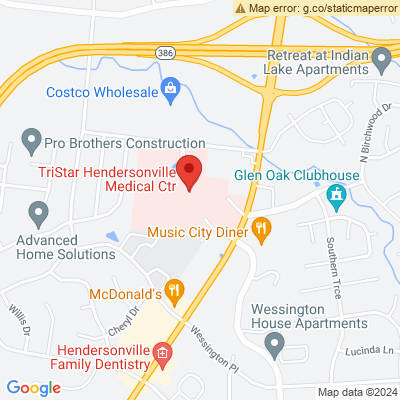 Map error: g.co/staticmaperror
386
Retreat at Indian
Lake Apartments
Costco Wholesale
N Birchwood Dr
Pro Brothers Construction
TriStar Hendersonville
Medical Ctr
Glen Oak Clubhouse
Music City Diner
Advanced
Home Solutions
Southern Trce
McDonald's
Willis Dr
Cheryl Dr
Wessington Pl
Wessington
House Apartments
Hendersonville
Family Dentistry
Lucinda Ln
Google
Map data ©2024